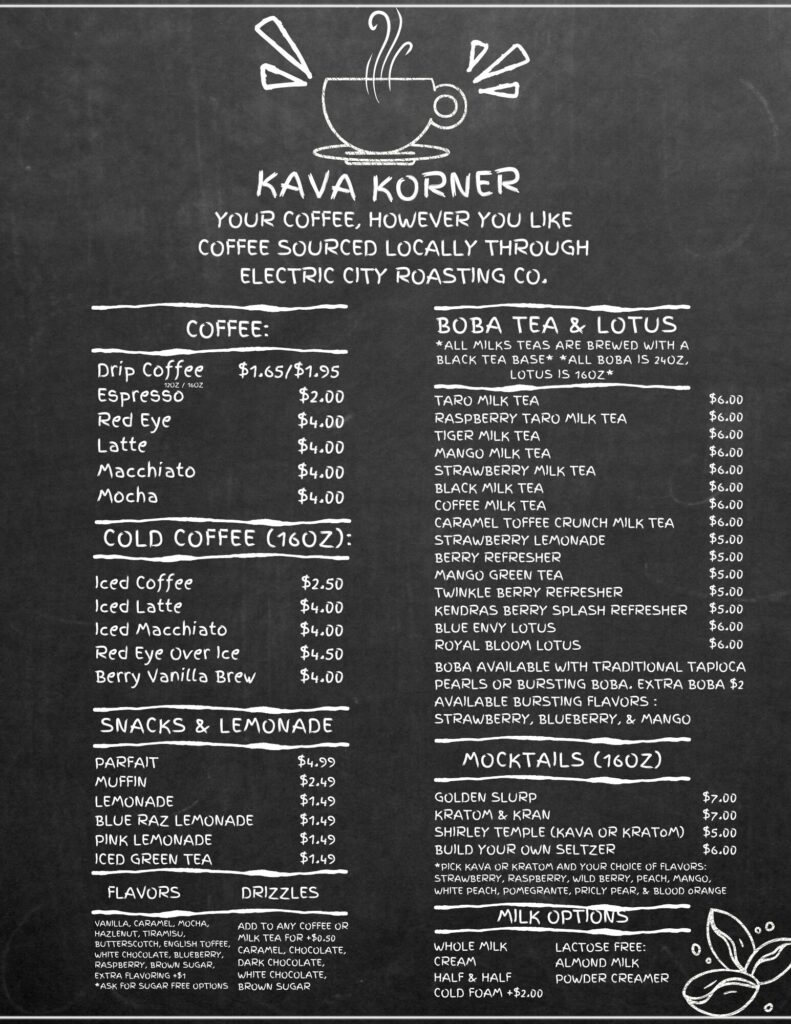 KAVA KORNER
YOUR COFFEE, HOWEVER YOU LIKE
COFFEE SOURCED LOCALLY THROUGH
ELECTRIC CITY ROASTING CO.
COFFEE:
Drip Coffee $1.65/$1.95
12OZ / 16OZ
Espresso $2.00
Red Eye $4.00
Latte $4.00
Macchiato $4.00
Mocha $4.00
COLD COFFEE (16OZ):
Iced Coffee $2.50
Iced Latte $4.00
Iced Macchiato $4.00
Red Eye Over Ice $4.50
Berry Vanilla Brew $4.00
SNACKS & LEMONADE
PARFAIT $4.99
MUFFIN $2.49
LEMONADE $1.49
BLUE RAZ LEMONADE $1.49
PINK LEMONADE $1.49
ICED GREEN TEA $1.49
FLAVORS
VANILLA, CARAMEL, MOCHA,
HAZLENUT, TIRAMISU,
BUTTERSCOTCH, ENGLISH TOFFEE,
WHITE CHOCOLATE, BLUEBERRY,
RASPBERRY, BROWN SUGAR,
EXTRA FLAVORING +$1
*ASK FOR SUGAR FREE OPTIONS
DRIZZLES
ADD TO ANY COFFEE OR
MILK TEA FOR +$0.50
CARAMEL, CHOCOLATE,
DARK CHOCOLATE,
WHITE CHOCOLATE,
BROWN SUGAR
BOBA TEA & LOTUS
*ALL MILKS TEAS ARE BREWED WITH A
BLACK TEA BASE* *ALL BOBA IS 24OZ,
LOTUS IS 16OZ*
TARO MILK TEA $6.00
RASPBERRY TARO MILK TEA $6.00
TIGER MILK TEA $6.00
MANGO MILK TEA $6.00
STRAWBERRY MILK TEA $6.00
BLACK MILK TEA $6.00
COFFEE MILK TEA $6.00
CARAMEL TOFFEE CRUNCH MILK TEA $6.00
STRAWBERRY LEMONADE $5.00
BERRY REFRESHER $5.00
MANGO GREEN TEA $5.00
TWINKLE BERRY REFRESHER $5.00
KENDRAS BERRY SPLASH REFRESHER $5.00
BLUE ENVY LOTUS $6.00
ROYAL BLOOM LOTUS $6.00
BOBA AVAILABLE WITH TRADITIONAL TAPIOCA
PEARLS OR BURSTING BOBA. EXTRA BOBA $2
AVAILABLE BURSTING FLAVORS :
STRAWBERRY, BLUEBERRY, & MANGO
MOCKTAILS (16OZ)
GOLDEN SLURP $7.00
KRATOM & KRAN $7.00
SHIRLEY TEMPLE (KAVA OR KRATOM) $5.00
BUILD YOUR OWN SELTZER $6.00
*PICK KAVA OR KRATOM AND YOUR CHOICE OF FLAVORS:
STRAWBERRY, RASPBERRY, WILD BERRY, PEACH, MANGO,
WHITE PEACH, POMEGRANTE, PRICLY PEAR, & BLOOD ORANGE
MILK OPTIONS
WHOLE MILK
CREAM
HALF & HALF
COLD FOAM +$2.00
LACTOSE FREE:
ALMOND MILK
POWDER CREAMER